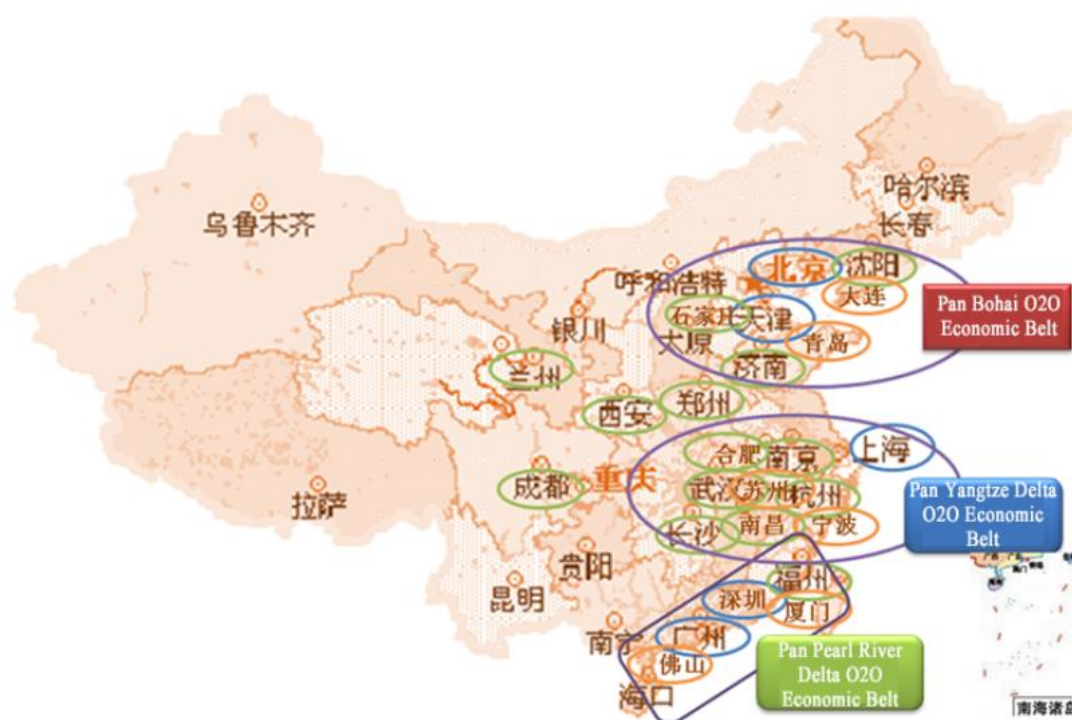 哈尔滨
长春
乌鲁木齐
北京
沈阳
呼和浩特
大连
Pan Bohai O2O
Economic Belt
石家庄
天津
银川
太原
青岛
兰州
济南
西安
郑州
合肥
南京
上海
成都
重庆
武汉
苏州
杭州
拉萨
Pan Yangtze Delta
O2O Economic
Belt
长沙
南昌
宁波
贵阳
福州
昆明
深圳
厦门
南宁
广州
佛山
Pan Pearl River
Delta O2O
Economic Belt
海口
南海诸岛